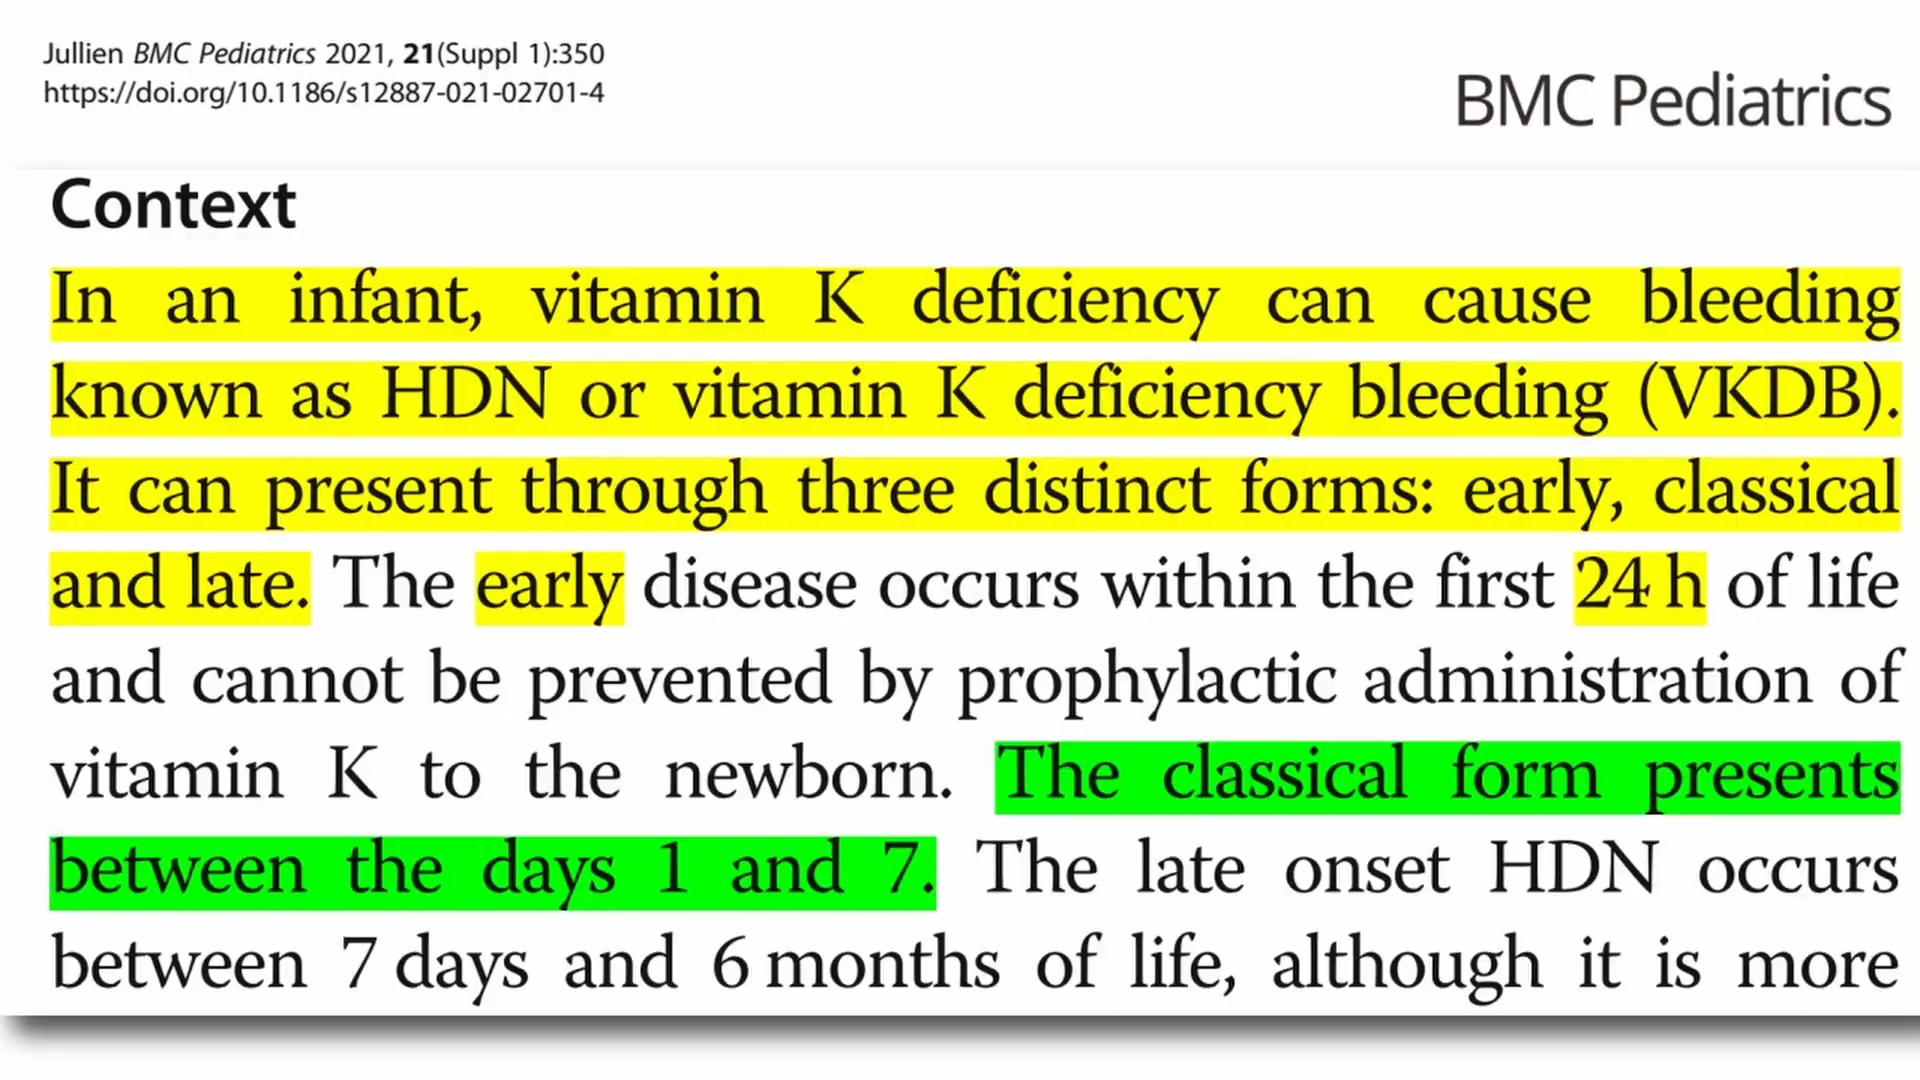 Jullien BMC Pediatrics 2021, 21(Suppl 1):350
https://doi.org/10.1186/s12887-021-02701-4
BMC Pediatrics
Context
In an infant, vitamin K deficiency can cause bleeding
known as HDN or vitamin K deficiency bleeding (VKDB).
It can present through three distinct forms: early, classical
and late. The early disease occurs within the first 24 h of life
and cannot be prevented by prophylactic administration of
vitamin K to the newborn. The classical form presents
between the days 1 and 7. The late onset HDN occurs
between 7 days and 6 months of life, although it is more